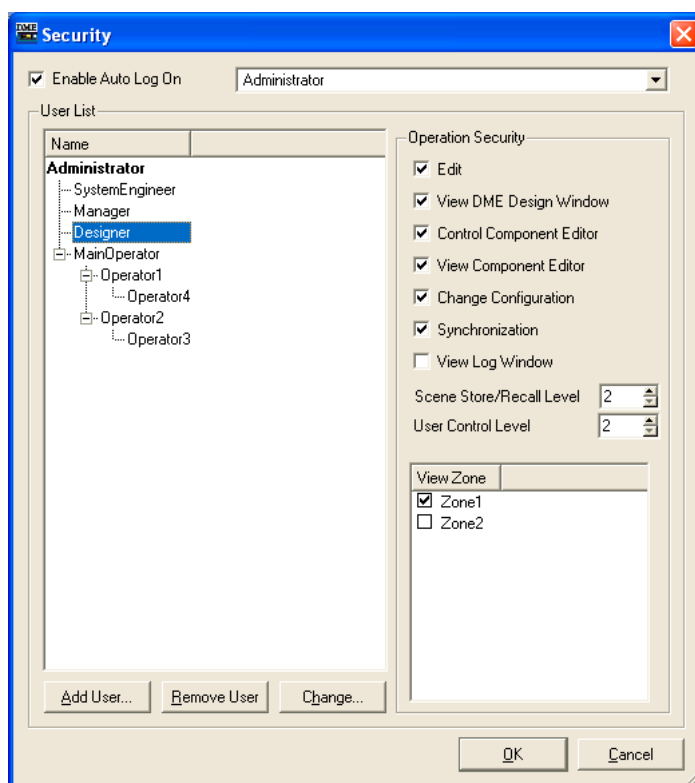 DME
Security
Enable Auto Log On
Administrator
User List
Name
Administrator
SystemEngineer
Manager
Designer
MainOperator
Operator1
Operator4
Operator2
Operator3
Add User...
Remove User
Change...
Operation Security
Edit
View DME Design Window
Control Component Editor
View Component Editor
Change Configuration
Synchronization
View Log Window
Scene Store/Recall Level 2
User Control Level 2
View Zone
Zone1
Zone2
OK
Cancel